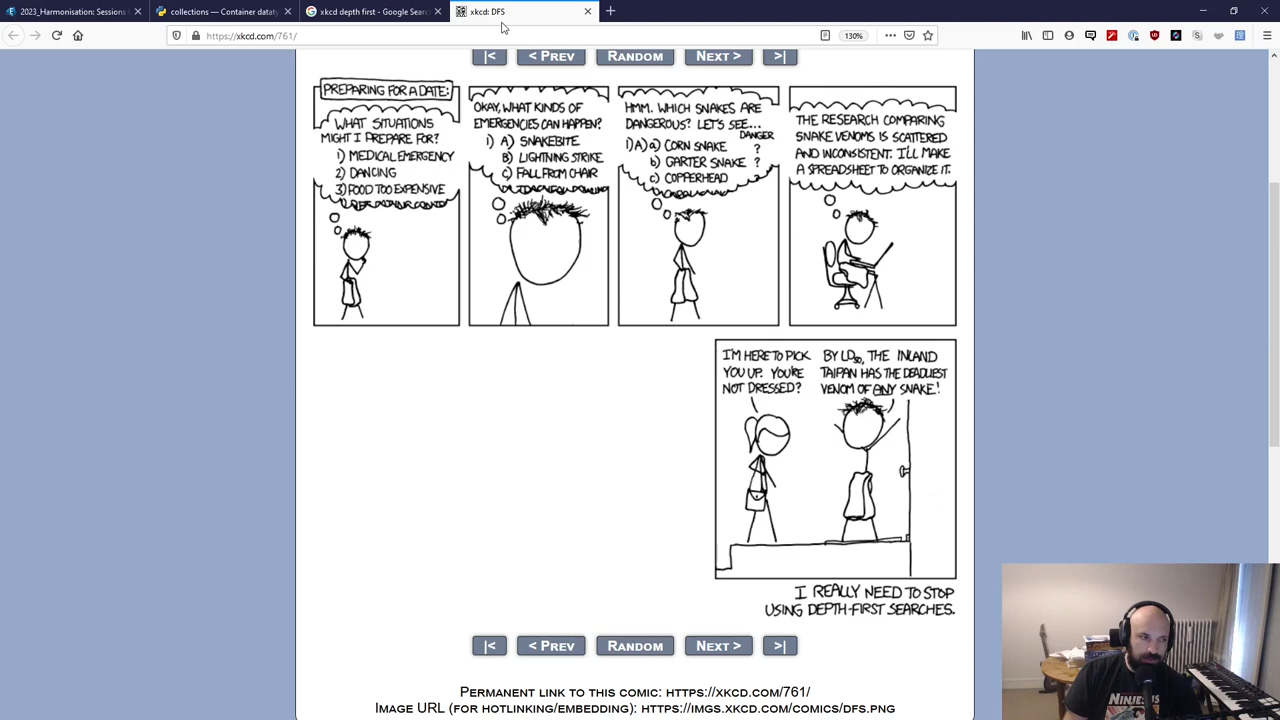 2023_Harmonisation: Sessions
collections — Container dataty
xkcd depth first - Google Searc
xkcd: DFS
https://xkcd.com/761/
130%
|< < PREV RANDOM NEXT > >|
PREPARING FOR A DATE:
WHAT SITUATIONS
MIGHT I PREPARE FOR?
1) MEDICAL EMERGENCY
2) DANCING
3) FOOD TOO EXPENSIVE
OKAY, WHAT KINDS OF
EMERGENCIES CAN HAPPEN?
1) A) SNAKEBITE
B) LIGHTNING STRIKE
C) FALL FROM CHAIR
HMM. WHICH SNAKES ARE
DANGEROUS? LET'S SEE...
DANGER
1) A) a) CORN SNAKE ?
b) GARTER SNAKE ?
c) COPPERHEAD
THE RESEARCH COMPARING
SNAKE VENOMS IS SCATTERED
AND INCONSISTENT. I'LL MAKE
A SPREADSHEET TO ORGANIZE IT.
I'M HERE TO PICK
YOU UP. YOU'RE
NOT DRESSED?
BY LD50, THE INLAND
TAIPAN HAS THE DEADLIEST
VENOM OF ANY SNAKE!
I REALLY NEED TO STOP
USING DEPTH-FIRST SEARCHES.
|< < PREV RANDOM NEXT > >|
PERMANENT LINK TO THIS COMIC: HTTPS://XKCD.COM/761/
IMAGE URL (FOR HOTLINKING/EMBEDDING): HTTPS://IMGS.XKCD.COM/COMICS/DFS.PNG